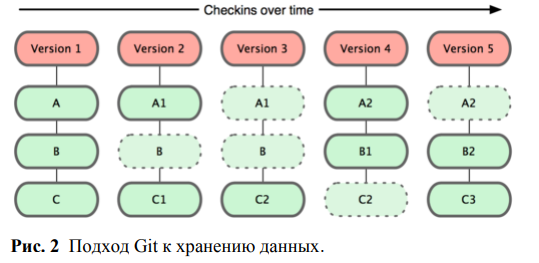 Checkins over time
Version 1 Version 2 Version 3 Version 4 Version 5
A A1 A1 A2 A2
B B B B1 B2
C C1 C2 C2 C3
Рис. 2 Подход Git к хранению данных.